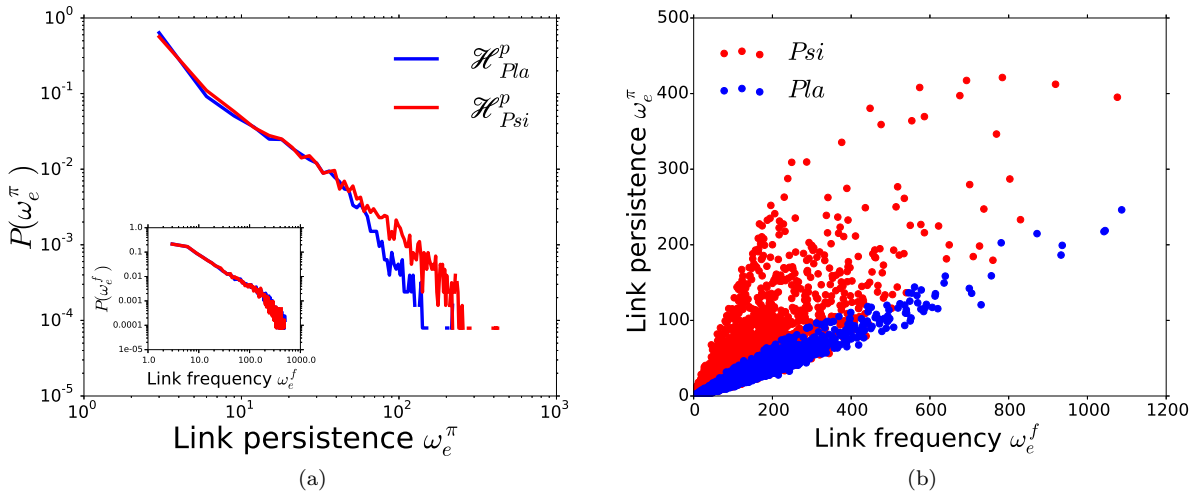 10^0
10^-1
10^-2
10^-3
10^-4
10^-5
10^0 10^1 10^2 10^3
P(ω_e^π)
Link persistence ω_e^π
ℋ^p_Pla
ℋ^p_Psi
1.0
0.1
0.01
0.001
0.0001
1e-05
1.0 10.0 100.0 1000.0
P(ω_e^f)
Link frequency ω_e^f
(a)
500
400
300
200
100
0
0 200 400 600 800 1000 1200
Link persistence ω_e^π
Link frequency ω_e^f
Psi
Pla
(b)